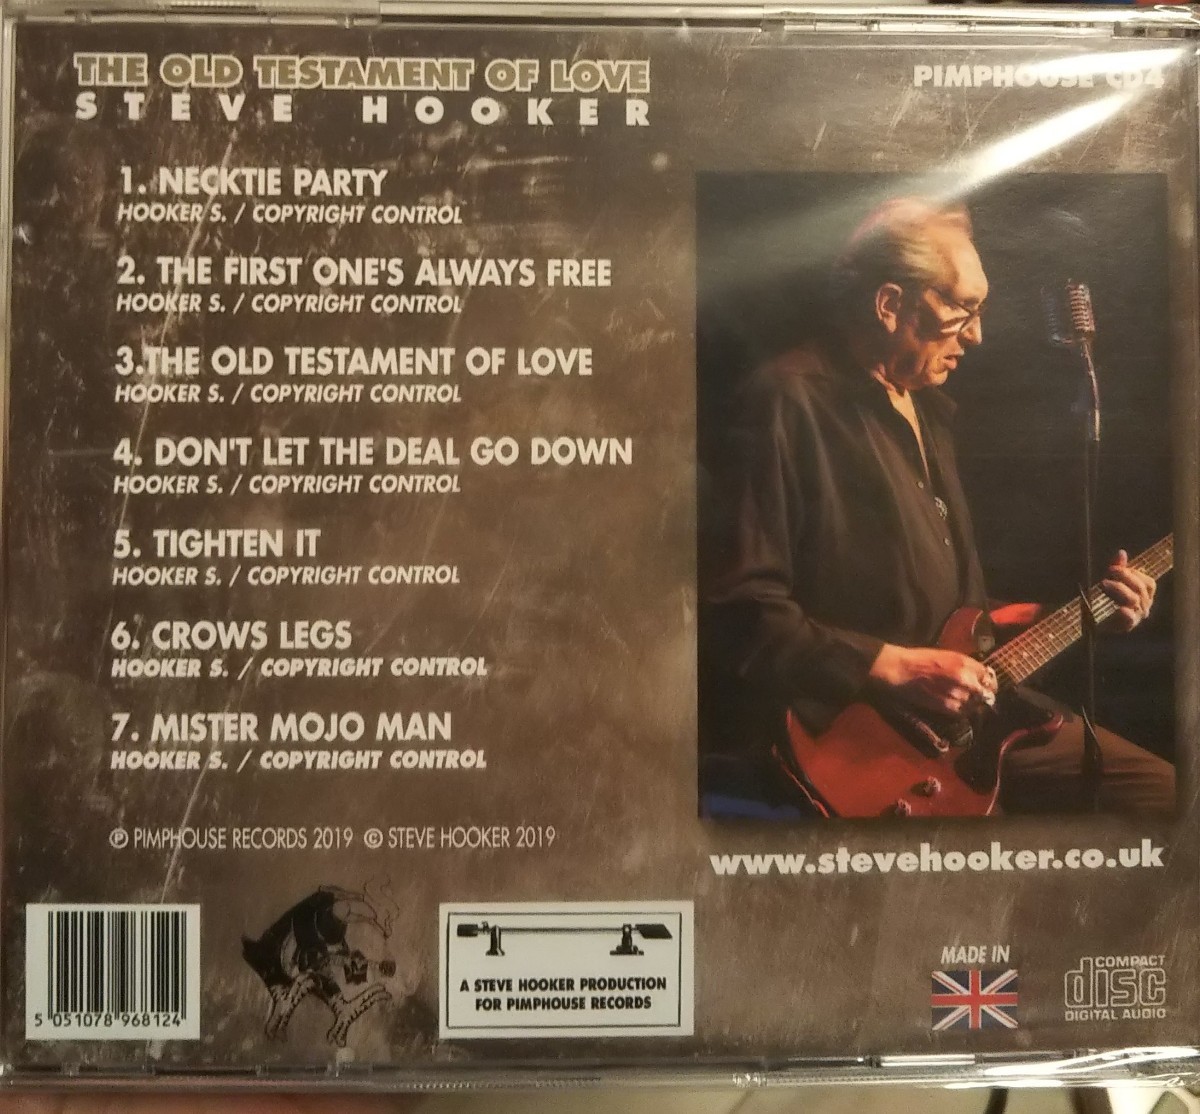 THE OLD TESTAMENT OF LOVE
STEVE HOOKER
PIMPHOUSE CD4
1. NECKTIE PARTY
HOOKER S. / COPYRIGHT CONTROL
2. THE FIRST ONE'S ALWAYS FREE
HOOKER S. / COPYRIGHT CONTROL
3.THE OLD TESTAMENT OF LOVE
HOOKER S. / COPYRIGHT CONTROL
4. DON'T LET THE DEAL GO DOWN
HOOKER S. / COPYRIGHT CONTROL
5. TIGHTEN IT
HOOKER S. / COPYRIGHT CONTROL
6. CROWS LEGS
HOOKER S. / COPYRIGHT CONTROL
7. MISTER MOJO MAN
HOOKER S. / COPYRIGHT CONTROL
℗ PIMPHOUSE RECORDS 2019 © STEVE HOOKER 2019
www.stevehooker.co.uk
5 051078 968124
A STEVE HOOKER PRODUCTION
FOR PIMPHOUSE RECORDS
MADE IN
COMPACT
disc
DIGITAL AUDIO